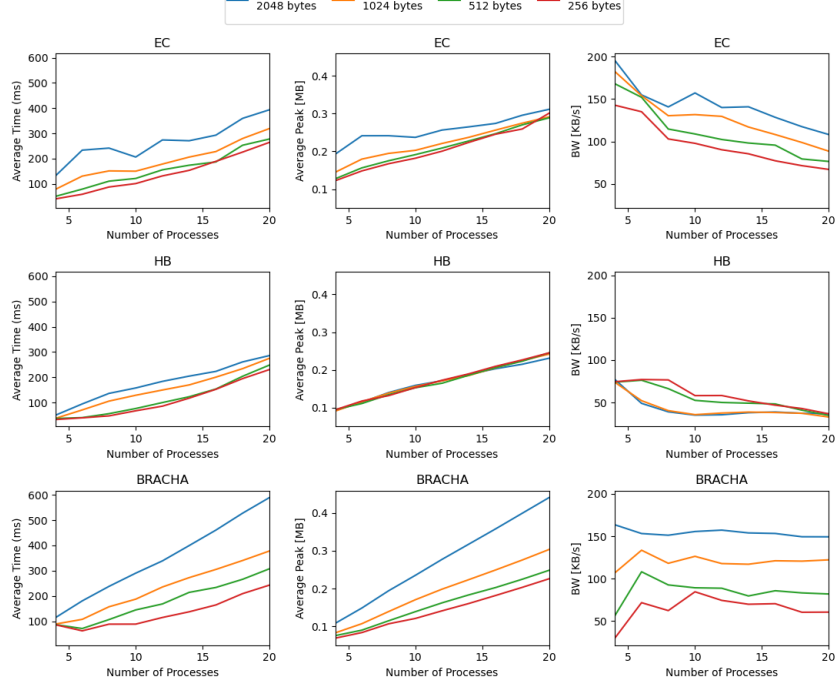 2048 bytes 1024 bytes 512 bytes 256 bytes
EC EC EC
Average Time (ms)
600
500
400
300
200
100
5 10 15 20
Number of Processes
Average Peak [MB]
0.4
0.3
0.2
0.1
5 10 15 20
Number of Processes
BW [KB/s]
200
150
100
50
5 10 15 20
Number of Processes
HB HB HB
Average Time (ms)
600
500
400
300
200
100
5 10 15 20
Number of Processes
Average Peak [MB]
0.4
0.3
0.2
0.1
5 10 15 20
Number of Processes
BW [KB/s]
200
150
100
50
5 10 15 20
Number of Processes
BRACHA BRACHA BRACHA
Average Time (ms)
600
500
400
300
200
100
5 10 15 20
Number of Processes
Average Peak [MB]
0.4
0.3
0.2
0.1
5 10 15 20
Number of Processes
BW [KB/s]
200
150
100
50
5 10 15 20
Number of Processes